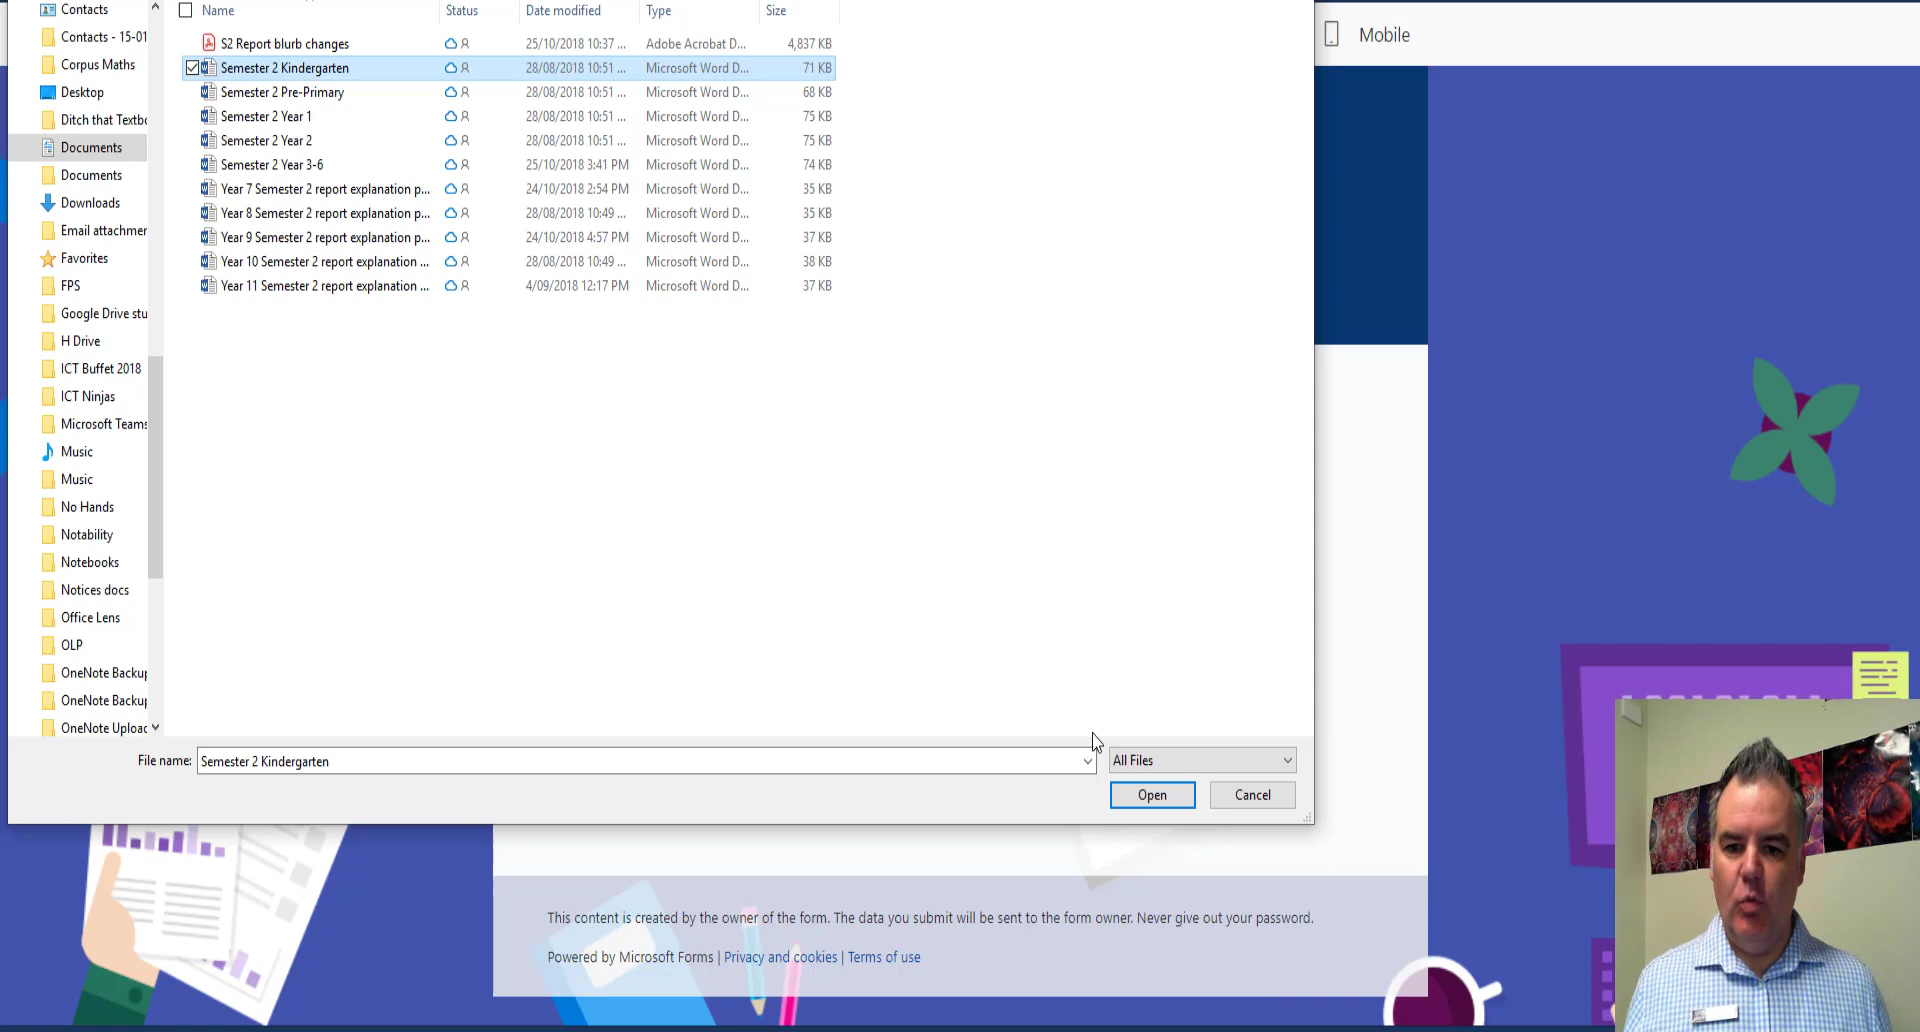 Contacts
Contacts - 15-01
Corpus Maths
Desktop
Ditch that Textbo
Documents
Documents
Downloads
Email attachmer
Favorites
FPS
Google Drive stu
H Drive
ICT Buffet 2018
ICT Ninjas
Microsoft Teams
Music
Music
No Hands
Notability
Notebooks
Notices docs
Office Lens
OLP
OneNote Backup
OneNote Backup
OneNote Upload
Name Status Date modified Type Size
S2 Report blurb changes 25/10/2018 10:37 ... Adobe Acrobat D... 4,837 KB
Semester 2 Kindergarten 28/08/2018 10:51 ... Microsoft Word D... 71 KB
Semester 2 Pre-Primary 28/08/2018 10:51 ... Microsoft Word D... 68 KB
Semester 2 Year 1 28/08/2018 10:51 ... Microsoft Word D... 75 KB
Semester 2 Year 2 28/08/2018 10:51 ... Microsoft Word D... 75 KB
Semester 2 Year 3-6 25/10/2018 3:41 PM Microsoft Word D... 74 KB
Year 7 Semester 2 report explanation p... 24/10/2018 2:54 PM Microsoft Word D... 35 KB
Year 8 Semester 2 report explanation p... 28/08/2018 10:49 ... Microsoft Word D... 35 KB
Year 9 Semester 2 report explanation p... 24/10/2018 4:57 PM Microsoft Word D... 37 KB
Year 10 Semester 2 report explanation ... 28/08/2018 10:49 ... Microsoft Word D... 38 KB
Year 11 Semester 2 report explanation ... 4/09/2018 12:17 PM Microsoft Word D... 37 KB
Mobile
File name: Semester 2 Kindergarten All Files
Open Cancel
This content is created by the owner of the form. The data you submit will be sent to the form owner. Never give out your password.
Powered by Microsoft Forms | Privacy and cookies | Terms of use